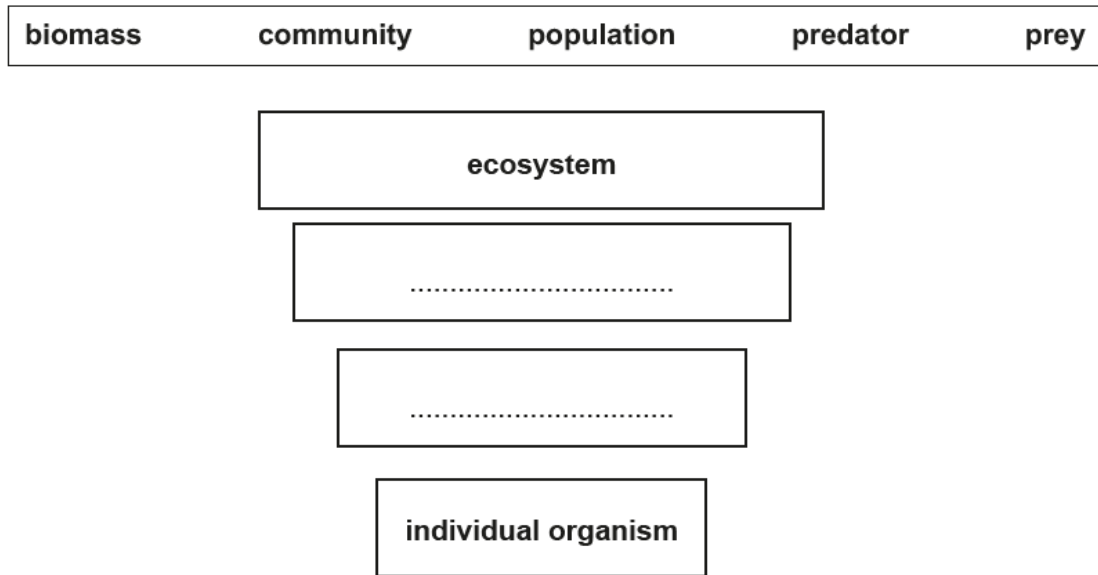 biomass community population predator prey
ecosystem
.................................
.................................
individual organism